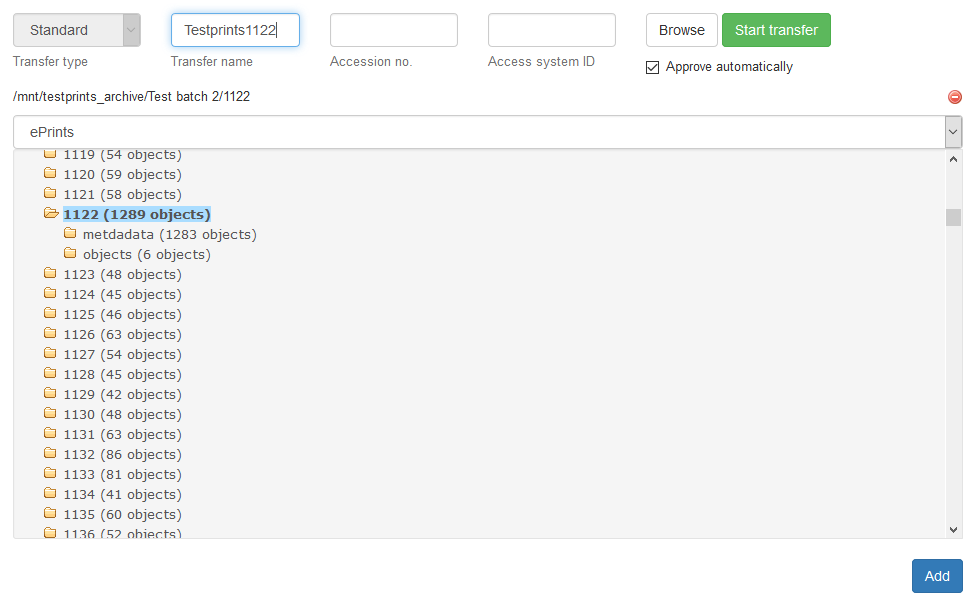 Standard
Testprints1122
Browse
Start transfer
Transfer type
Transfer name
Accession no.
Access system ID
Approve automatically
/mnt/testprints_archive/Test batch 2/1122
ePrints
1119 (54 objects)
1120 (59 objects)
1121 (58 objects)
1122 (1289 objects)
metdadata (1283 objects)
objects (6 objects)
1123 (48 objects)
1124 (45 objects)
1125 (46 objects)
1126 (63 objects)
1127 (54 objects)
1128 (45 objects)
1129 (42 objects)
1130 (48 objects)
1131 (63 objects)
1132 (86 objects)
1133 (81 objects)
1134 (41 objects)
1135 (60 objects)
1136 (52 objects)
Add